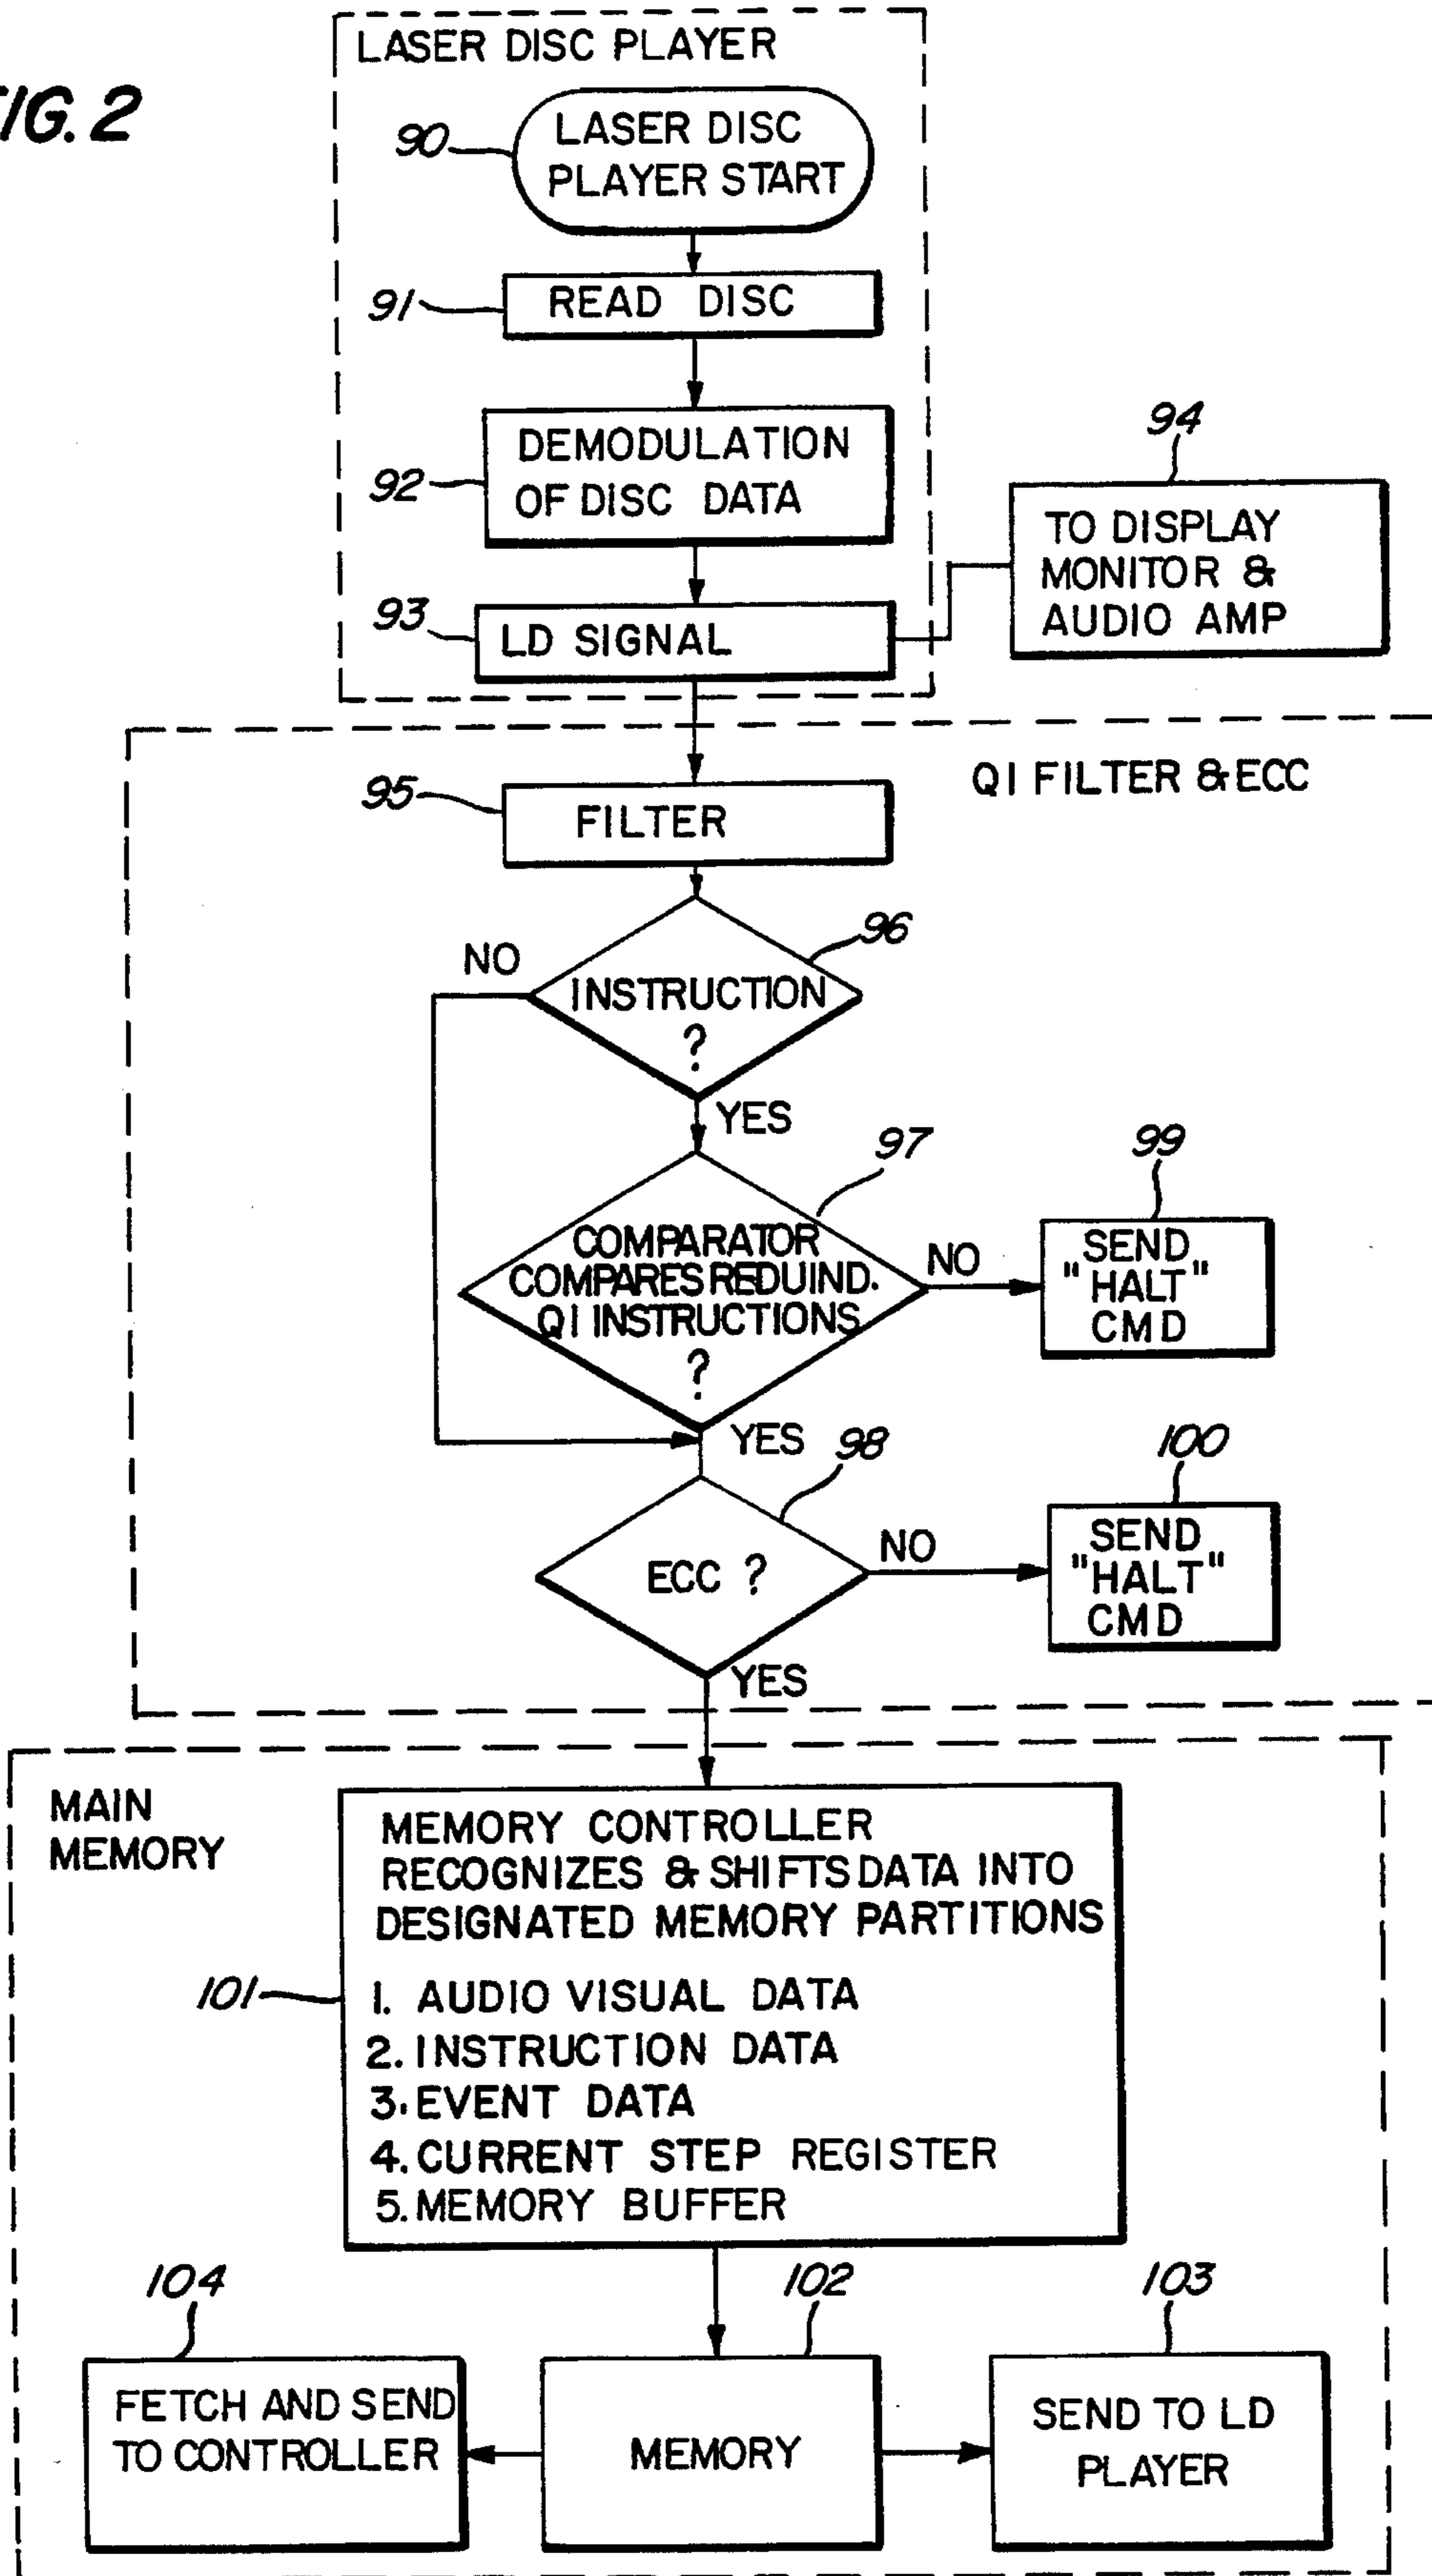 FIG. 2
LASER DISC PLAYER
90
LASER DISC
PLAYER START
91
READ DISC
92
DEMODULATION
OF DISC DATA
93
LD SIGNAL
94
TO DISPLAY
MONITOR &
AUDIO AMP
QI FILTER & ECC
95
FILTER
96
NO
INSTRUCTION
?
YES
97
COMPARATOR
COMPARES REDUIND.
QI INSTRUCTIONS
?
NO
99
SEND
"HALT"
CMD
YES
98
ECC ?
NO
100
SEND
"HALT"
CMD
YES
MAIN
MEMORY
101
MEMORY CONTROLLER
RECOGNIZES & SHIFTS DATA INTO
DESIGNATED MEMORY PARTITIONS
1. AUDIO VISUAL DATA
2. INSTRUCTION DATA
3. EVENT DATA
4. CURRENT STEP REGISTER
5. MEMORY BUFFER
104
FETCH AND SEND
TO CONTROLLER
102
MEMORY
103
SEND TO LD
PLAYER